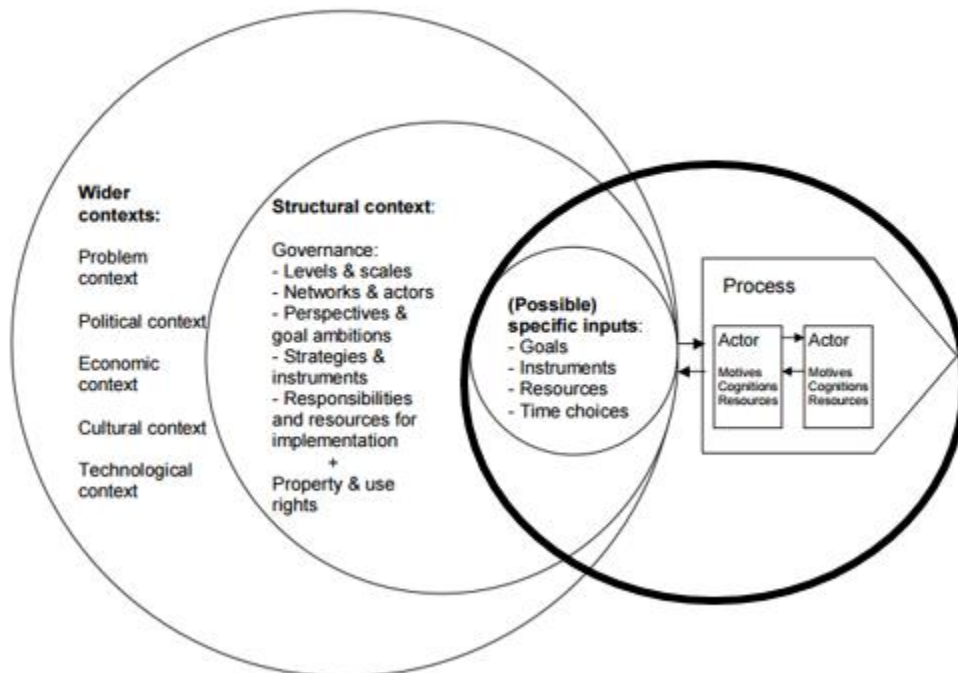 Wider
contexts:
Problem
context
Political context
Economic
context
Cultural context
Technological
context
Structural context:
Governance:
- Levels & scales
- Networks & actors
- Perspectives &
goal ambitions
- Strategies &
instruments
- Responsibilities
and resources for
implementation
+
Property & use
rights
(Possible)
specific inputs:
- Goals
- Instruments
- Resources
- Time choices
Process
Actor
Motives
Cognitions
Resources
Actor
Motives
Cognitions
Resources